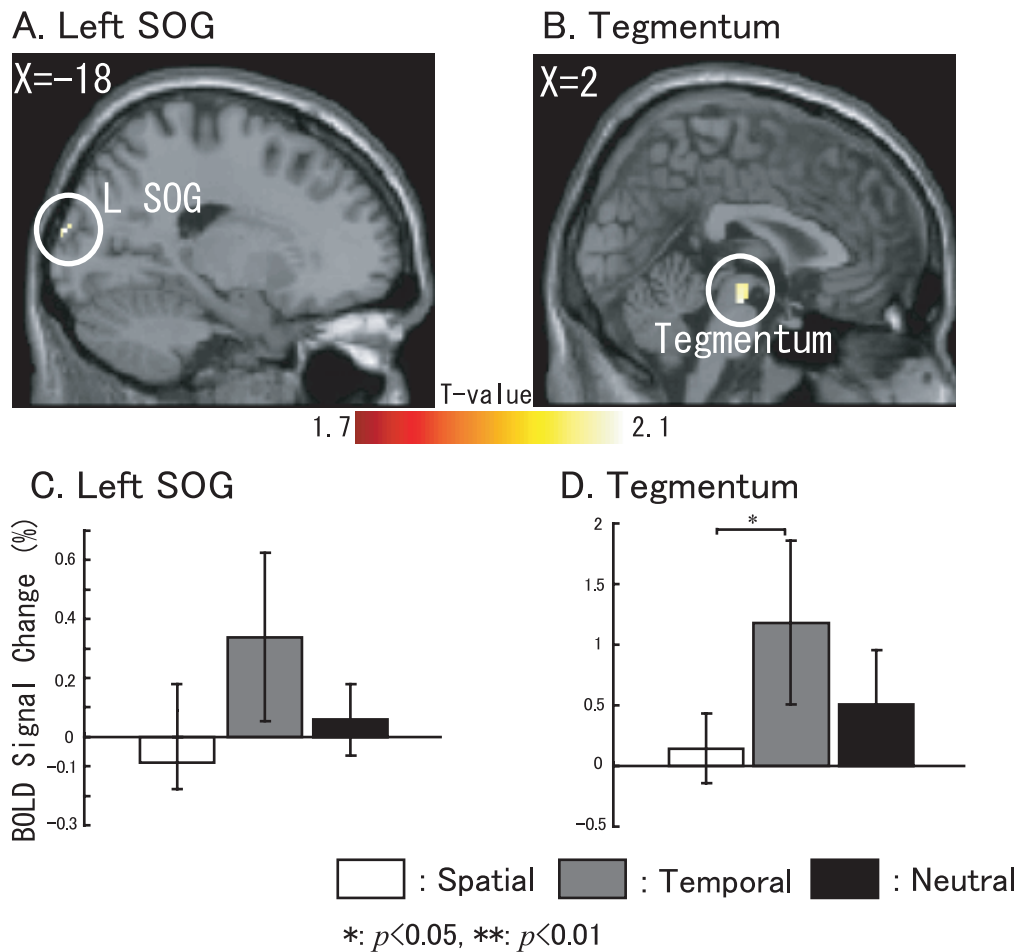 A. Left SOG
B. Tegmentum
X=-18
X=2
L SOG
Tegmentum
T-value
1.7
2.1
C. Left SOG
D. Tegmentum
BOLD Signal Change (%)
0.6
0.4
0.2
0
-0.1
-0.3
2
1.5
1
0.5
0
-0.5
*
: Spatial : Temporal : Neutral
*: p<0.05, **: p<0.01